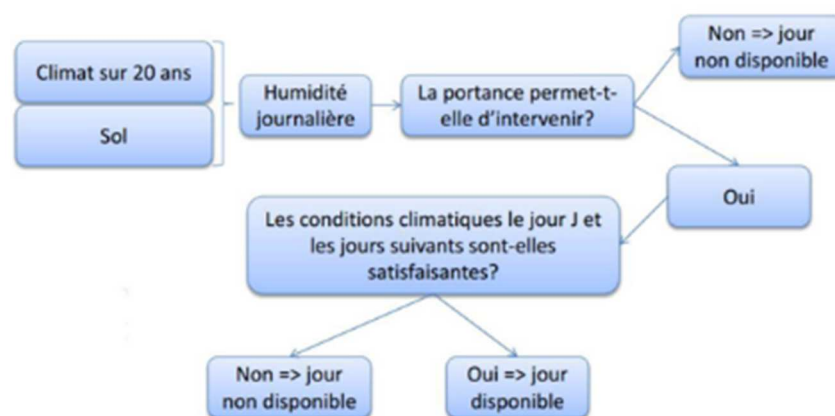 Climat sur 20 ans
Sol
Humidité
journalière
La portance permet-t-
elle d'intervenir?
Non => jour
non disponible
Oui
Les conditions climatiques le jour J et
les jours suivants sont-elles
satisfaisantes?
Non => jour
non disponible
Oui => jour
disponible